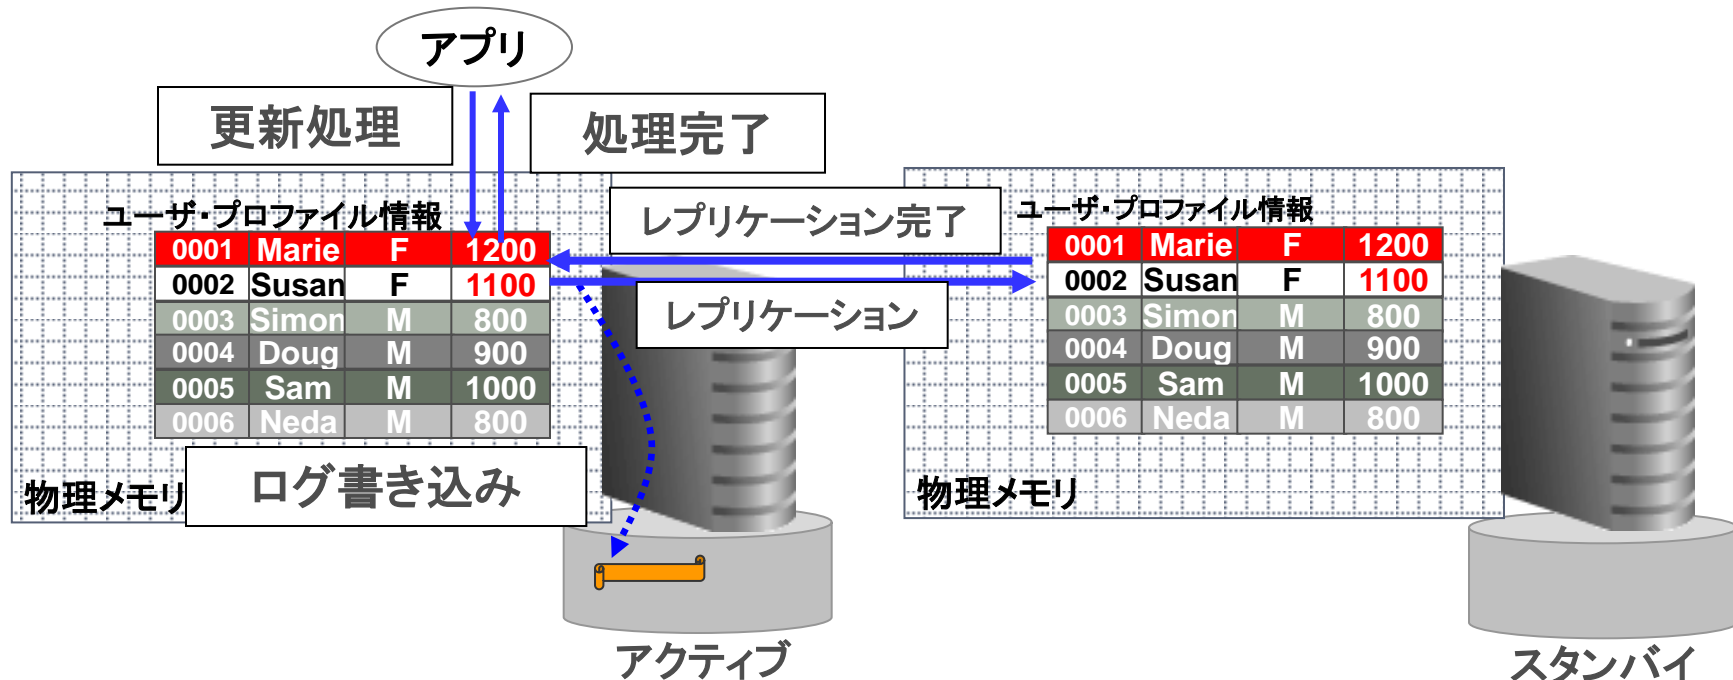 アプリ
更新処理
処理完了
ユーザ・プロファイル情報
0001 Marie F 1200
0002 Susan F 1100
0003 Simon M 800
0004 Doug M 900
0005 Sam M 1000
0006 Neda M 800
物理メモリ
ログ書き込み
レプリケーション完了
レプリケーション
アクティブ
ユーザ・プロファイル情報
0001 Marie F 1200
0002 Susan F 1100
0003 Simon M 800
0004 Doug M 900
0005 Sam M 1000
0006 Neda M 800
物理メモリ
スタンバイ